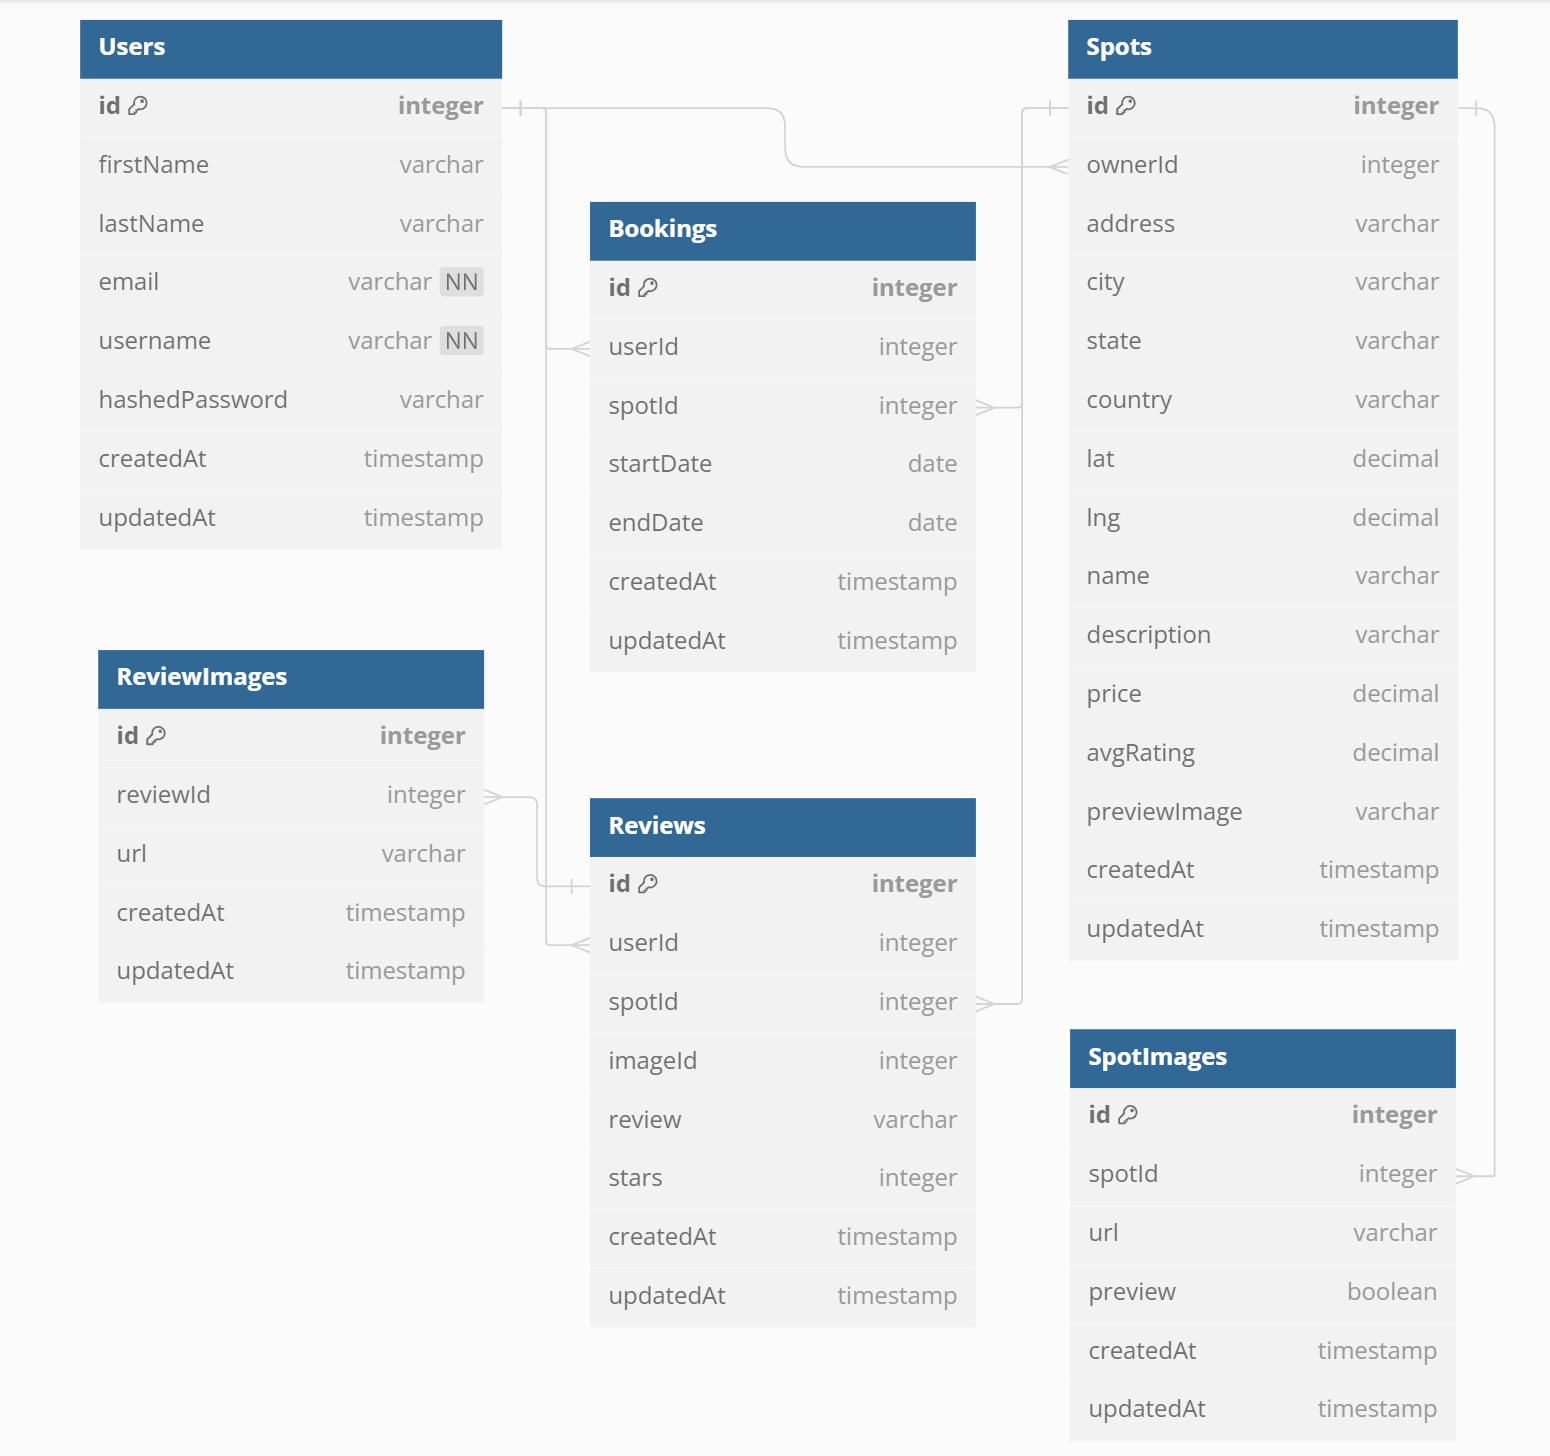 Users
id integer
firstName varchar
lastName varchar
email varchar NN
username varchar NN
hashedPassword varchar
createdAt timestamp
updatedAt timestamp
Bookings
id integer
userId integer
spotId integer
startDate date
endDate date
createdAt timestamp
updatedAt timestamp
Spots
id integer
ownerId integer
address varchar
city varchar
state varchar
country varchar
lat decimal
lng decimal
name varchar
description varchar
price decimal
avgRating decimal
previewImage varchar
createdAt timestamp
updatedAt timestamp
ReviewImages
id integer
reviewId integer
url varchar
createdAt timestamp
updatedAt timestamp
Reviews
id integer
userId integer
spotId integer
imageId integer
review varchar
stars integer
createdAt timestamp
updatedAt timestamp
SpotImages
id integer
spotId integer
url varchar
preview boolean
createdAt timestamp
updatedAt timestamp